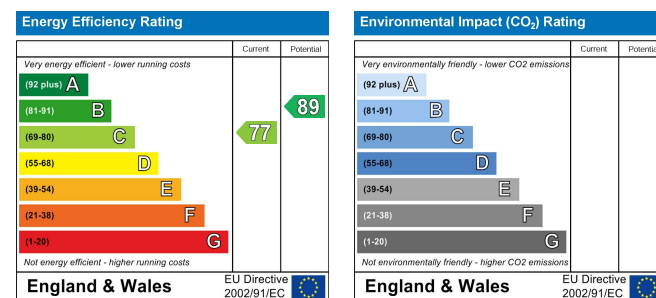 Energy Efficiency Rating
Current Potential
Very energy efficient - lower running costs
(92 plus) A
(81-91) B
89
(69-80) C
77
(55-68) D
(39-54) E
(21-38) F
(1-20) G
Not energy efficient - higher running costs
England & Wales
EU Directive
2002/91/EC
Environmental Impact (CO₂) Rating
Current Potentia
Very environmentally friendly - lower CO2 emissions
(92 plus) A
(81-91) B
(69-80) C
(55-68) D
(39-54) E
(21-38) F
(1-20) G
Not environmentally friendly - higher CO2 emissions
England & Wales
EU Directive
2002/91/EC